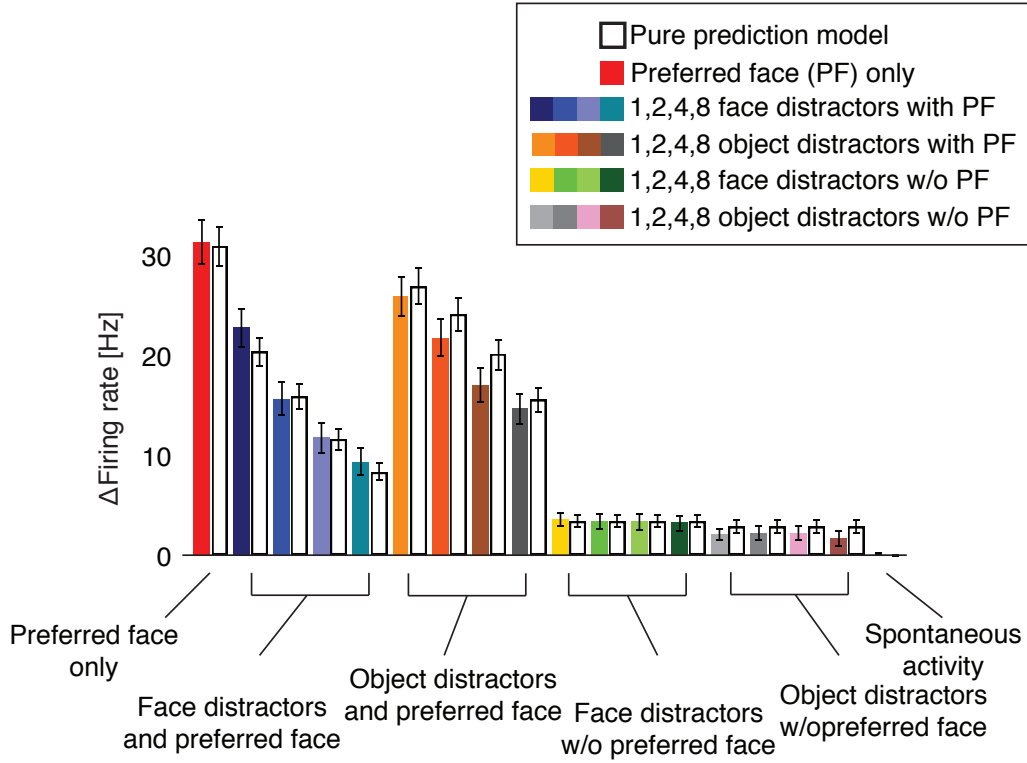 Pure prediction model
Preferred face (PF) only
1,2,4,8 face distractors with PF
1,2,4,8 object distractors with PF
1,2,4,8 face distractors w/o PF
1,2,4,8 object distractors w/o PF
ΔFiring rate [Hz]
30
20
10
0
Preferred face
only
Face distractors
and preferred face
Object distractors
and preferred face
Face distractors
w/o preferred face
Object distractors
w/opreferred face
Spontaneous
activity